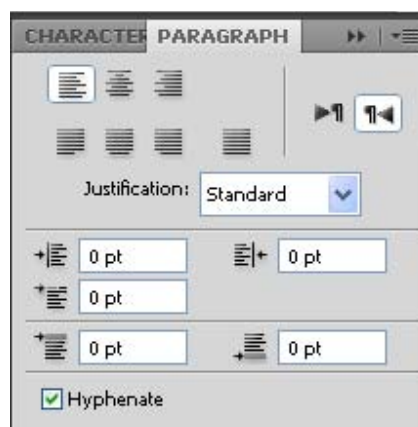 CHARACTER PARAGRAPH
Justification: Standard
0 pt 0 pt
0 pt
0 pt 0 pt
Hyphenate